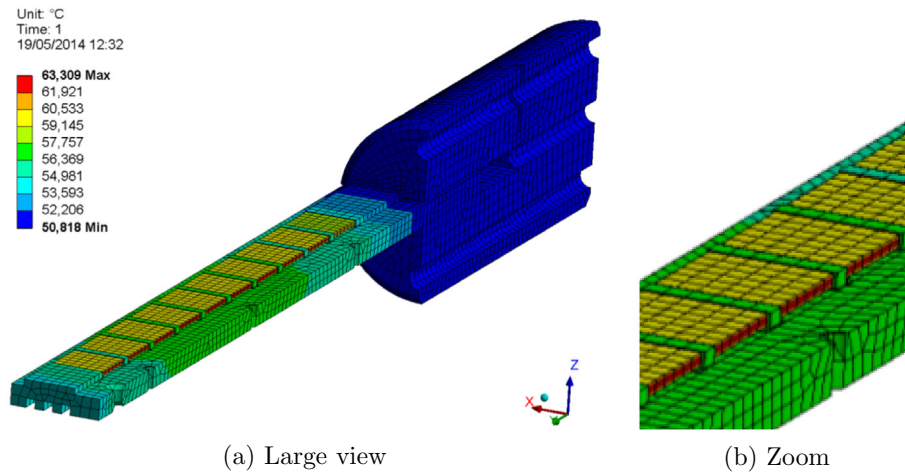 Unit: °C
Time: 1
19/05/2014 12:32
63,309 Max
61,921
60,533
59,145
57,757
56,369
54,981
53,593
52,206
50,818 Min
Z
X
(a) Large view
(b) Zoom